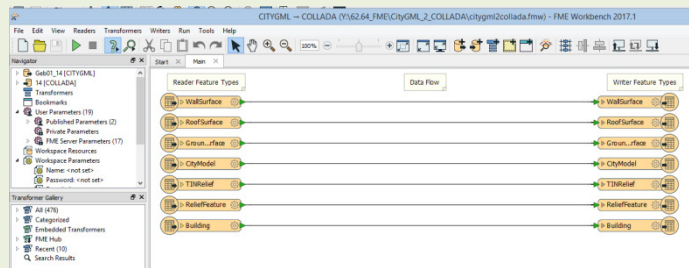 CITYGML → COLLADA (Y:\62.64_FME\CityGML_2_COLLADA\citygml2collada.fmw) - FME Workbench 2017.1
File Edit View Readers Transformers Writers Run Tools Help
100%
Navigator
Start Main
Geb01_14 [CITYGML]
14 [COLLADA]
Transformers
Bookmarks
User Parameters (19)
Published Parameters (2)
Private Parameters
FME Server Parameters (17)
Workspace Resources
Workspace Parameters
Name: <not set>
Password: <not set>
Transformer Gallery
All (476)
Categorized
Embedded Transformers
FME Hub
Recent (10)
Search Results
Reader Feature Types Data Flow Writer Feature Types
WallSurface WallSurface
RoofSurface RoofSurface
Groun...rface Groun...rface
CityModel CityModel
TINRelief TINRelief
ReliefFeature ReliefFeature
Building Building